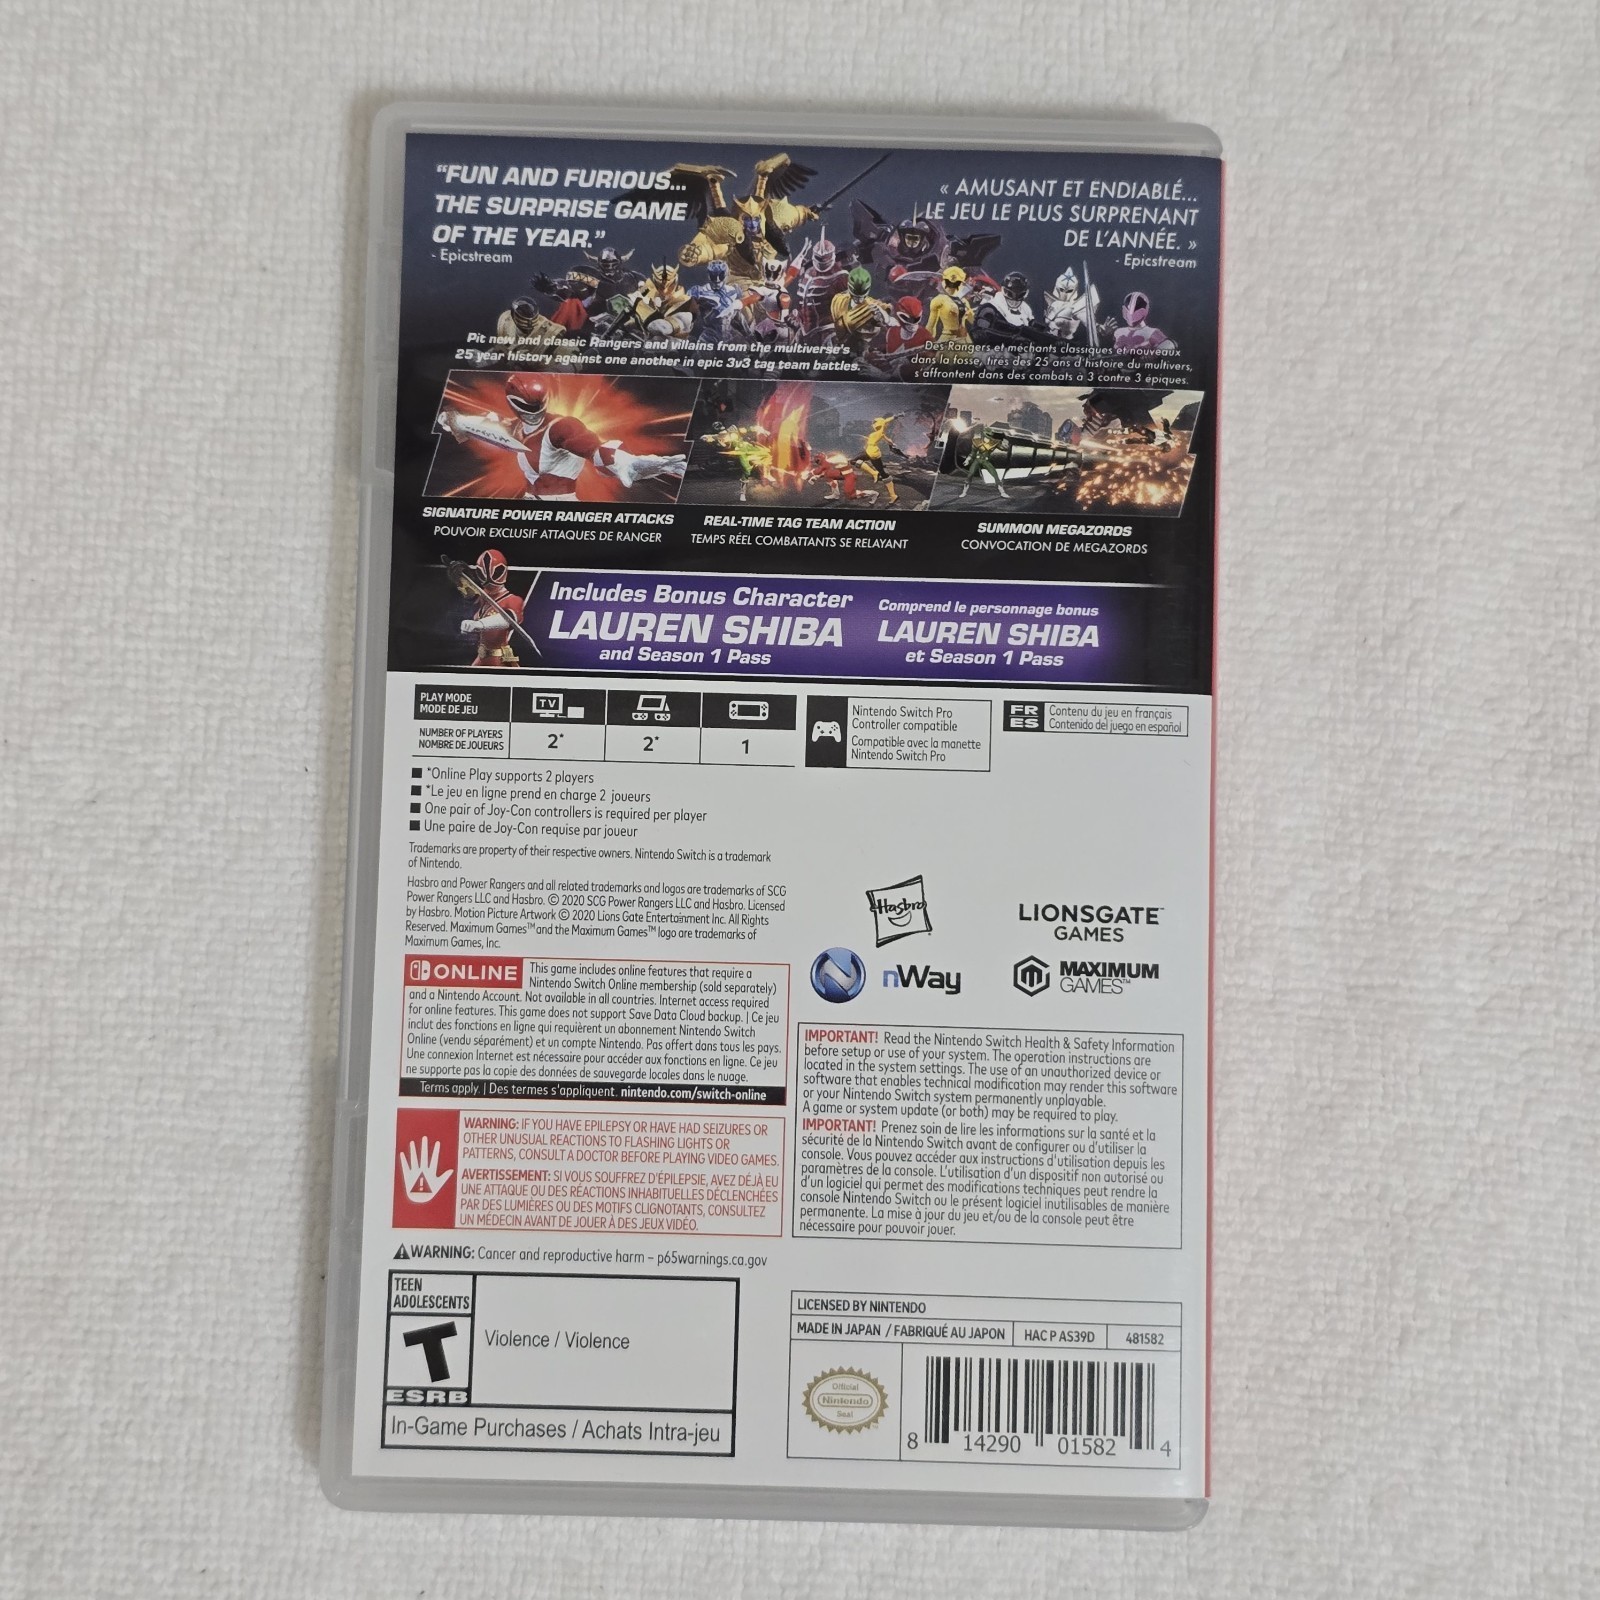 "FUN AND FURIOUS...
THE SURPRISE GAME
OF THE YEAR."
- Epicstream
« AMUSANT ET ENDIABLÉ...
LE JEU LE PLUS SURPRENANT
DE L'ANNÉE. »
- Epicstream
Pit new and classic Rangers and villains from the multiverse's
25 year history against one another in epic 3v3 tag team battles.
Des Rangers et méchants classiques et nouveaux
dans la fosse, tirés des 25 ans d'histoire du multivers,
s'affrontent dans des combats à 3 contre 3 épiques.
SIGNATURE POWER RANGER ATTACKS
POUVOIR EXCLUSIF ATTAQUES DE RANGER
REAL-TIME TAG TEAM ACTION
TEMPS RÉEL COMBATTANTS SE RELAYANT
SUMMON MEGAZORDS
CONVOCATION DE MEGAZORDS
Includes Bonus Character
LAUREN SHIBA
and Season 1 Pass
Comprend le personnage bonus
LAUREN SHIBA
et Season 1 Pass
PLAY MODE
MODE DE JEU
TV
NUMBER OF PLAYERS
NOMBRE DE JOUEURS
2*
2*
1
Nintendo Switch Pro
Controller compatible
Compatible avec la manette
Nintendo Switch Pro
FR Contenu du jeu en français
ES Contenido del juego en español
*Online Play supports 2 players
*Le jeu en ligne prend en charge 2 joueurs
One pair of Joy-Con controllers is required per player
Une paire de Joy-Con requise par joueur
Trademarks are property of their respective owners. Nintendo Switch is a trademark
of Nintendo.
Hasbro and Power Rangers and all related trademarks and logos are trademarks of SCG
Power Rangers LLC and Hasbro. © 2020 SCG Power Rangers LLC and Hasbro. Licensed
by Hasbro. Motion Picture Artwork © 2020 Lions Gate Entertainment Inc. All Rights
Reserved. Maximum Games™ and the Maximum Games™ logo are trademarks of
Maximum Games, Inc.
Hasbro
LIONSGATE
GAMES
N nWay
MAXIMUM
GAMES™
ONLINE This game includes online features that require a
Nintendo Switch Online membership (sold separately)
and a Nintendo Account. Not available in all countries. Internet access required
for online features. This game does not support Save Data Cloud backup. | Ce jeu
inclut des fonctions en ligne qui requièrent un abonnement Nintendo Switch
Online (vendu séparément) et un compte Nintendo. Pas offert dans tous les pays.
Une connexion Internet est nécessaire pour accéder aux fonctions en ligne. Ce jeu
ne supporte pas la copie des données de sauvegarde locales dans le nuage.
Terms apply. | Des termes s'appliquent. nintendo.com/switch-online
WARNING: IF YOU HAVE EPILEPSY OR HAVE HAD SEIZURES OR
OTHER UNUSUAL REACTIONS TO FLASHING LIGHTS OR
PATTERNS, CONSULT A DOCTOR BEFORE PLAYING VIDEO GAMES.
AVERTISSEMENT: SI VOUS SOUFFREZ D'ÉPILEPSIE, AVEZ DÉJÀ EU
UNE ATTAQUE OU DES RÉACTIONS INHABITUELLES DÉCLENCHÉES
PAR DES LUMIÈRES OU DES MOTIFS CLIGNOTANTS, CONSULTEZ
UN MÉDECIN AVANT DE JOUER À DES JEUX VIDÉO.
IMPORTANT! Read the Nintendo Switch Health & Safety Information
before setup or use of your system. The operation instructions are
located in the system settings. The use of an unauthorized device or
software that enables technical modification may render this software
or your Nintendo Switch system permanently unplayable.
A game or system update (or both) may be required to play.
IMPORTANT! Prenez soin de lire les informations sur la santé et la
sécurité de la Nintendo Switch avant de configurer ou d'utiliser la
console. Vous pouvez accéder aux instructions d'utilisation depuis les
paramètres de la console. L'utilisation d'un dispositif non autorisé ou
d'un logiciel qui permet des modifications techniques peut rendre la
console Nintendo Switch ou le présent logiciel inutilisables de manière
permanente. La mise à jour du jeu et/ou de la console peut être
nécessaire pour pouvoir jouer.
WARNING: Cancer and reproductive harm – p65warnings.ca.gov
TEEN
ADOLESCENTS
T
ESRB
Violence / Violence
In-Game Purchases / Achats Intra-jeu
LICENSED BY NINTENDO
MADE IN JAPAN / FABRIQUÉ AU JAPON
HAC P AS39D
481582
Official
Nintendo
Seal
8 14290 01582 4